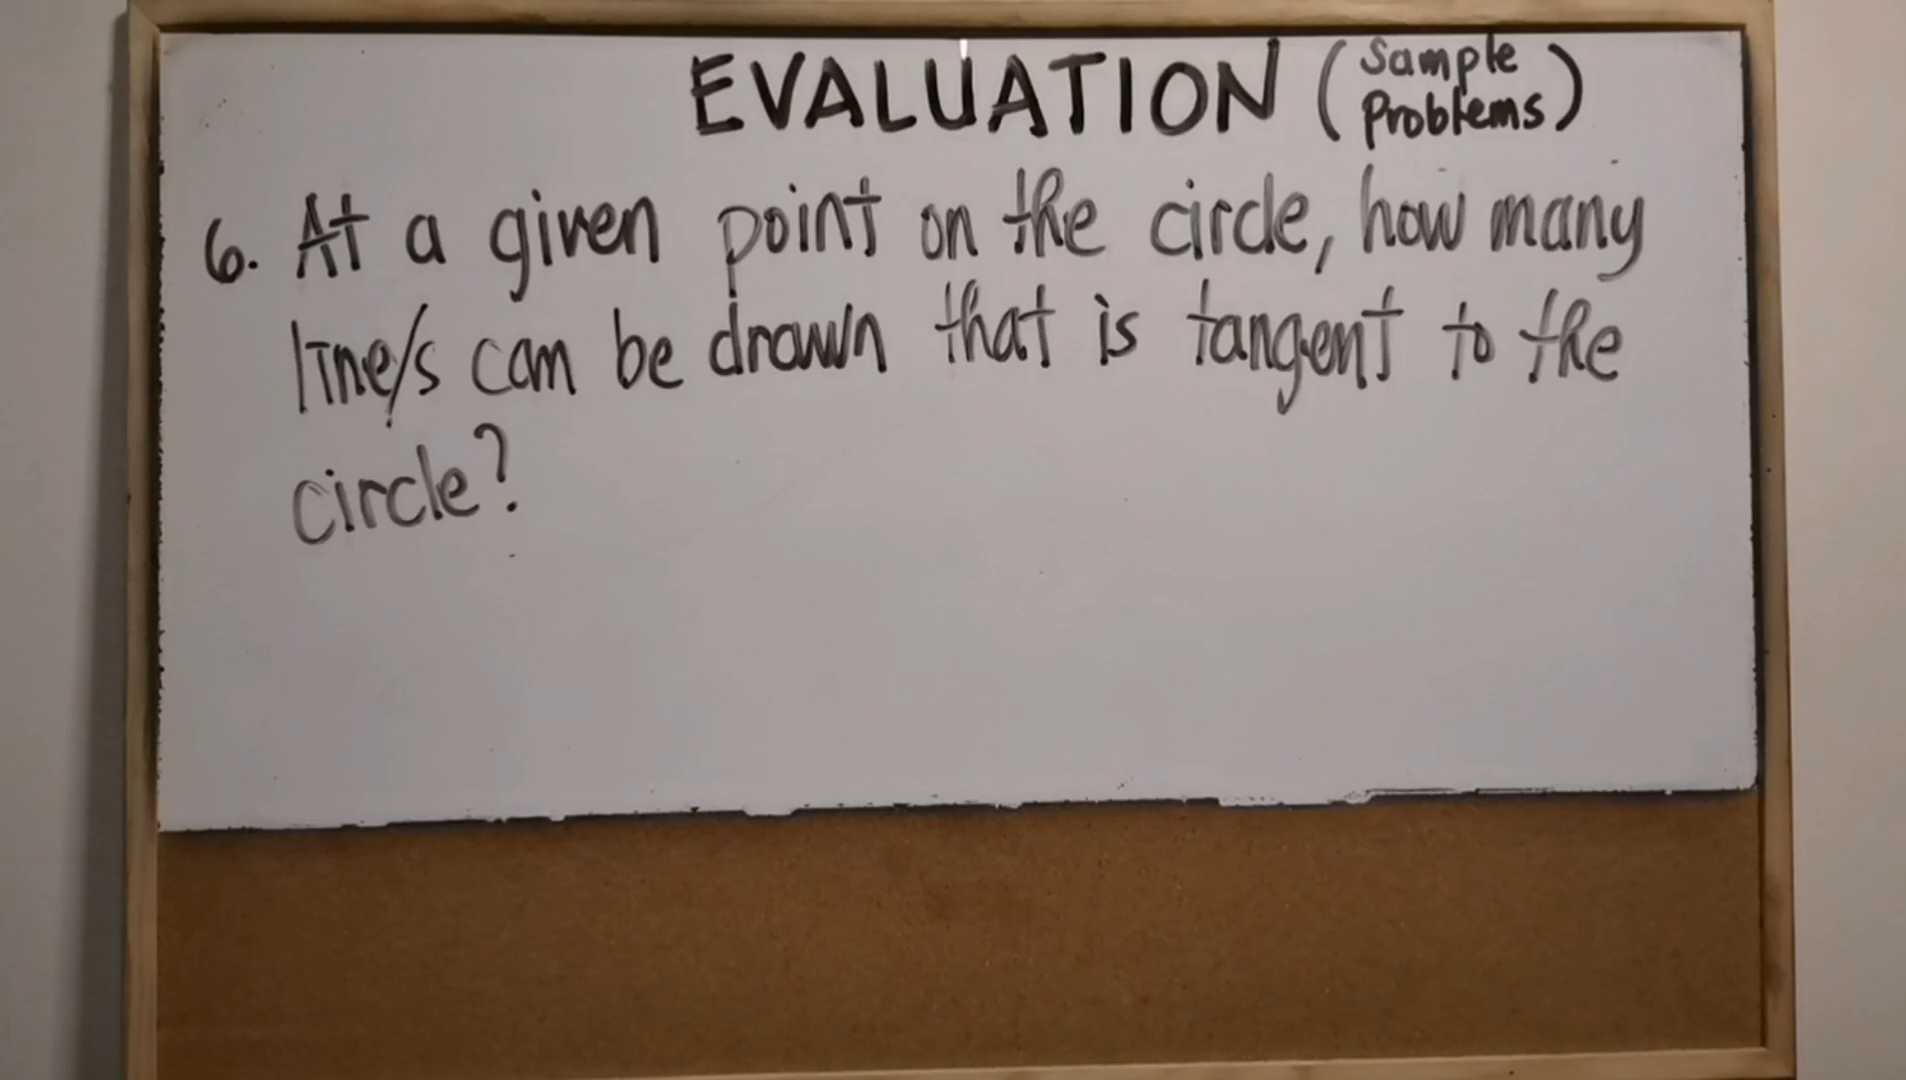 EVALUATION (Sample Problems)
6. At a given point on the circle, how many
line/s can be drawn that is tangent to the
circle?